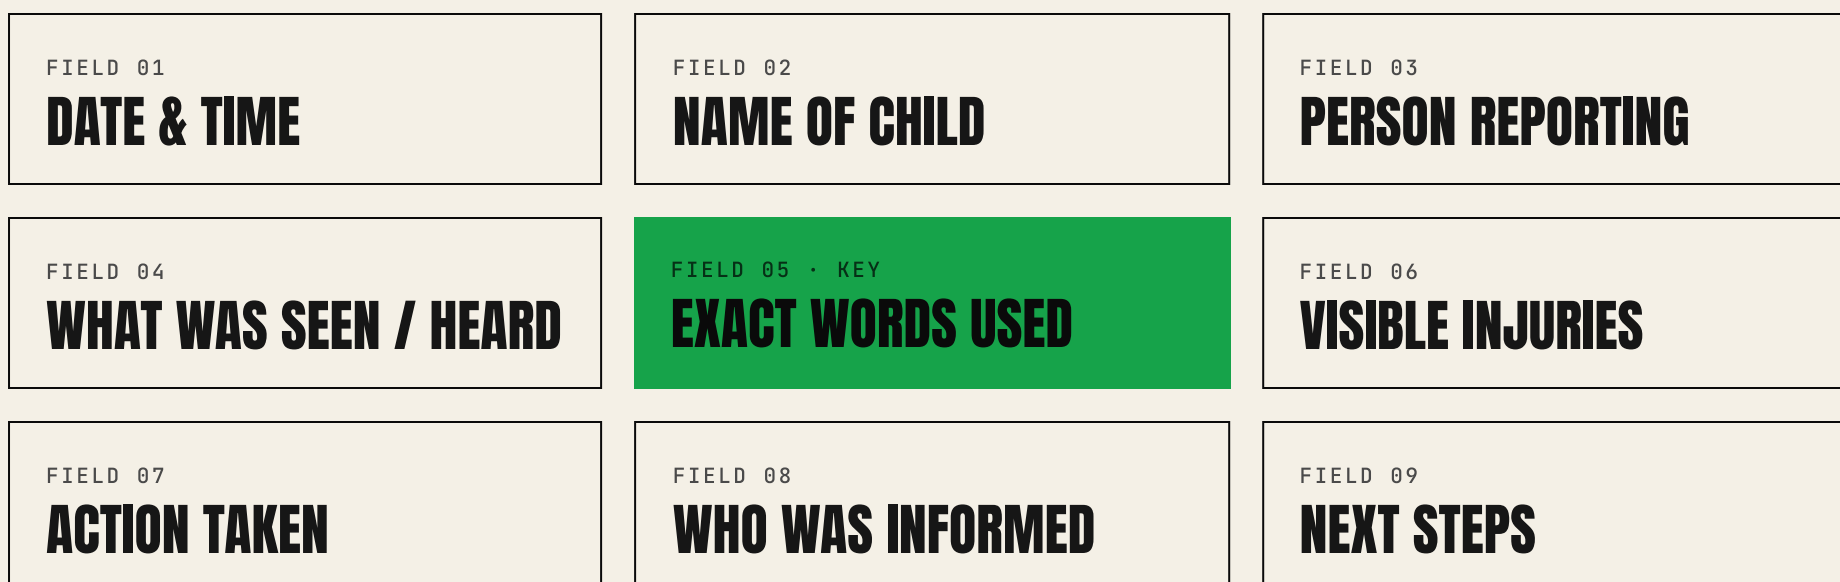 FIELD 01
DATE & TIME
FIELD 02
NAME OF CHILD
FIELD 03
PERSON REPORTING
FIELD 04
WHAT WAS SEEN / HEARD
FIELD 05 · KEY
EXACT WORDS USED
FIELD 06
VISIBLE INJURIES
FIELD 07
ACTION TAKEN
FIELD 08
WHO WAS INFORMED
FIELD 09
NEXT STEPS